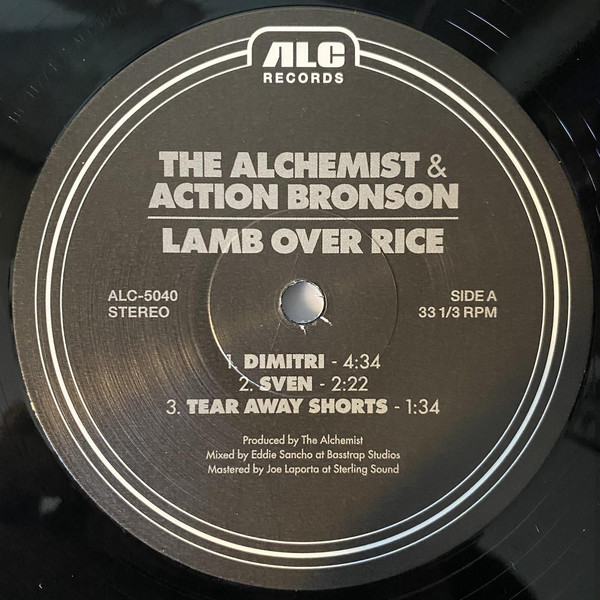 ALC
RECORDS
THE ALCHEMIST &
ACTION BRONSON
LAMB OVER RICE
ALC-5040
STEREO
SIDE A
33 1/3 RPM
1. DIMITRI - 4:34
2. SVEN - 2:22
3. TEAR AWAY SHORTS - 1:34
Produced by The Alchemist
Mixed by Eddie Sancho at Basstrap Studios
Mastered by Joe Laporta at Sterling Sound